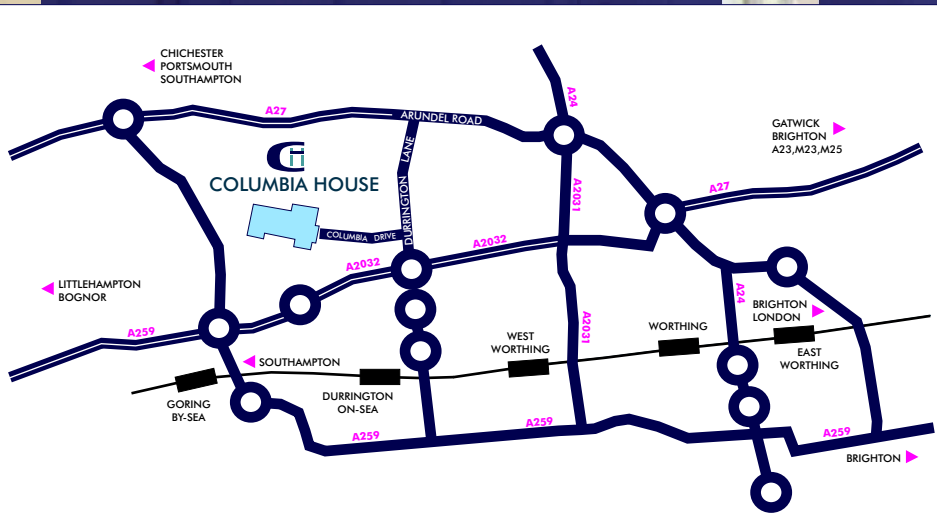 CHICHESTER
PORTSMOUTH
SOUTHAMPTON
A27
ARUNDEL ROAD
A24
GATWICK
BRIGHTON
A23,M23,M25
COLUMBIA HOUSE
DURRINGTON LANE
A2031
A27
COLUMBIA DRIVE
A2032
A2032
LITTLEHAMPTON
BOGNOR
A259
A24
BRIGHTON
LONDON
A2031
WEST
WORTHING
WORTHING
EAST
WORTHING
SOUTHAMPTON
GORING
BY-SEA
DURRINGTON
ON-SEA
A259
A259
A259
BRIGHTON